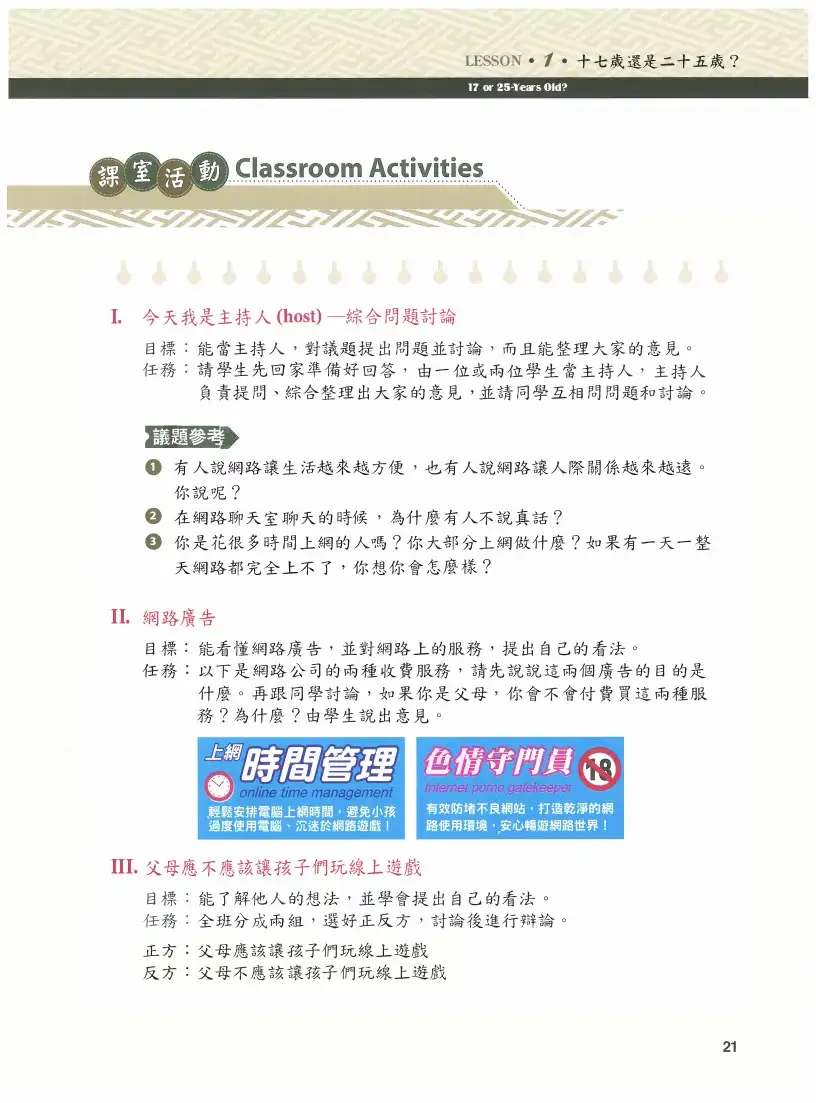 LESSON • 1 • 十七歲還是二十五歲？
17 or 25-Years Old?
課室活動 Classroom Activities
I. 今天我是主持人 (host) —綜合問題討論
目標：能當主持人，對議題提出問題並討論，而且能整理大家的意見。
任務：請學生先回家準備好回答，由一位或兩位學生當主持人，主持人
負責提問、綜合整理出大家的意見，並請同學互相問問題和討論。
議題參考
1 有人說網路讓生活越來越方便，也有人說網路讓人際關係越來越遠。
你說呢？
2 在網路聊天室聊天的時候，為什麼有人不說真話？
3 你是花很多時間上網的人嗎？你大部分上網做什麼？如果有一天一整
天網路都完全上不了，你想你會怎麼樣？
II. 網路廣告
目標：能看懂網路廣告，並對網路上的服務，提出自己的看法。
任務：以下是網路公司的兩種收費服務，請先說說這兩個廣告的目的是
什麼。再跟同學討論，如果你是父母，你會不會付費買這兩種服
務？為什麼？由學生說出意見。
上網時間管理
online time management
輕鬆安排電腦上網時間，避免小孩
過度使用電腦、沉迷於網路遊戲！
色情守門員
18
Internet porno gatekeeper
有效防堵不良網站，打造乾淨的網
路使用環境，安心暢遊網路世界！
III. 父母應不應該讓孩子們玩線上遊戲
目標：能了解他人的想法，並學會提出自己的看法。
任務：全班分成兩組，選好正反方，討論後進行辯論。
正方：父母應該讓孩子們玩線上遊戲
反方：父母不應該讓孩子們玩線上遊戲
21